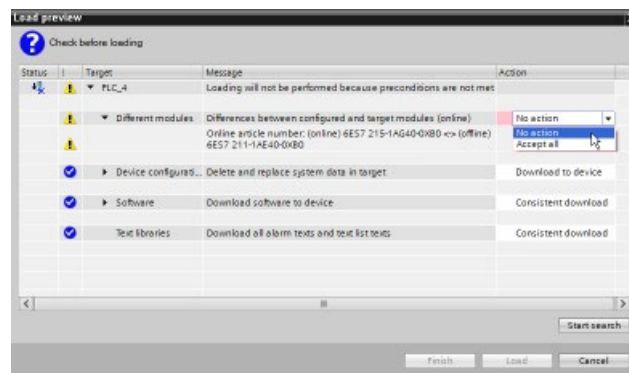 Load preview
Check before loading
Status ! Target Message Action
PLC_4 Loading will not be performed because preconditions are not met
Different modules Differences between configured and target modules (online) No action
Online article number: (online) 6ES7 215-1AG40-0XB0 <> (offline) No action
6ES7 211-1AE40-0XB0 Accept all
Device configurati... Delete and replace system data in target Download to device
Software Download software to device Consistent download
Text libraries Download all alarm texts and text list texts Consistent download
Start search
Finish Load Cancel